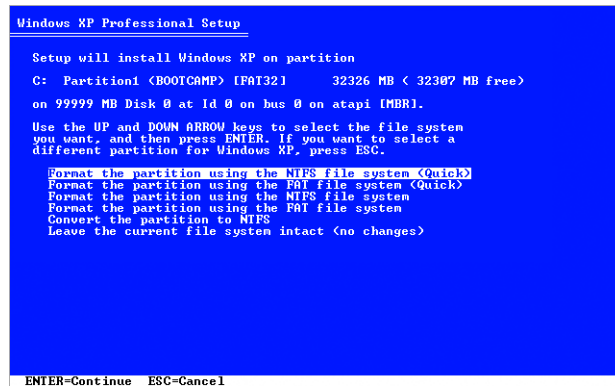 Windows XP Professional Setup
Setup will install Windows XP on partition
C: Partition1 (BOOTCAMP) [FAT32] 32326 MB ( 32307 MB free)
on 99999 MB Disk 0 at Id 0 on bus 0 on atapi [MBR].
Use the UP and DOWN ARROW keys to select the file system
you want, and then press ENTER. If you want to select a
different partition for Windows XP, press ESC.
Format the partition using the NTFS file system (Quick)
Format the partition using the FAT file system (Quick)
Format the partition using the NTFS file system
Format the partition using the FAT file system
Convert the partition to NTFS
Leave the current file system intact (no changes)
ENTER=Continue ESC=Cancel